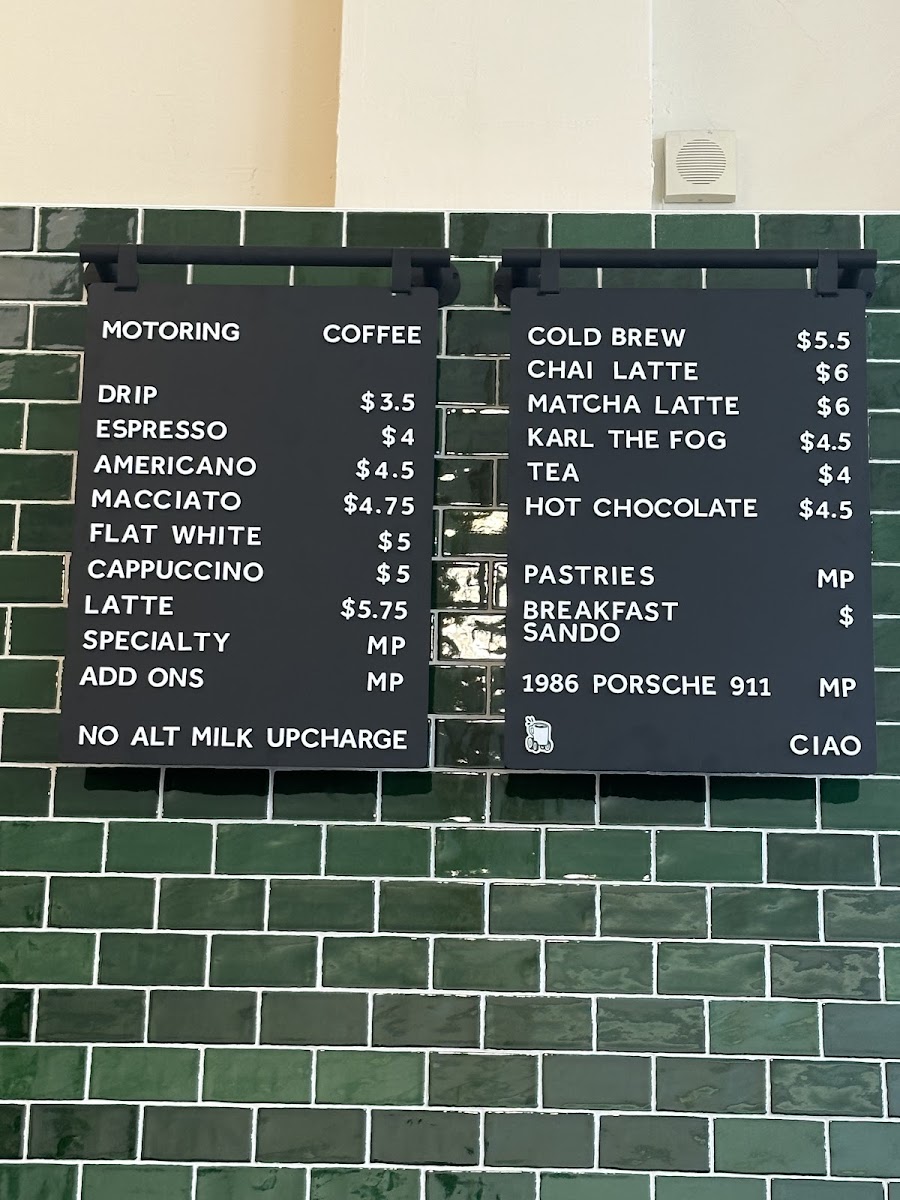 MOTORING COFFEE
DRIP $3.5
ESPRESSO $4
AMERICANO $4.5
MACCIATO $4.75
FLAT WHITE $5
CAPPUCCINO $5
LATTE $5.75
SPECIALTY MP
ADD ONS MP
NO ALT MILK UPCHARGE
COLD BREW $5.5
CHAI LATTE $6
MATCHA LATTE $6
KARL THE FOG $4.5
TEA $4
HOT CHOCOLATE $4.5
PASTRIES MP
BREAKFAST $
SANDO
1986 PORSCHE 911 MP
CIAO